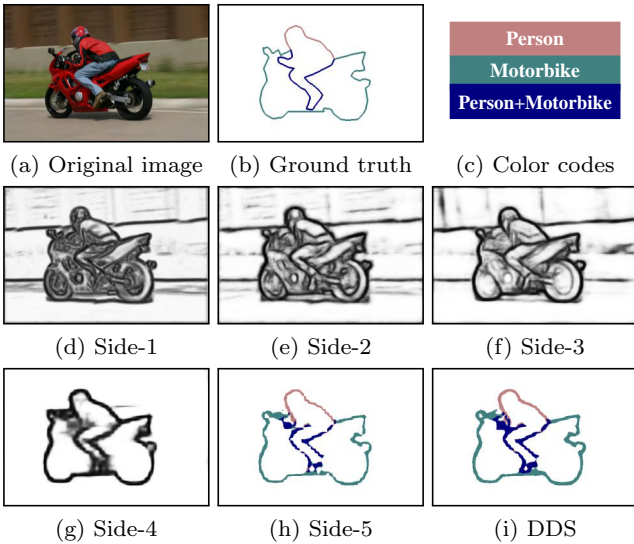 Person
Motorbike
Person+Motorbike
(a) Original image (b) Ground truth (c) Color codes
(d) Side-1 (e) Side-2 (f) Side-3
(g) Side-4 (h) Side-5 (i) DDS